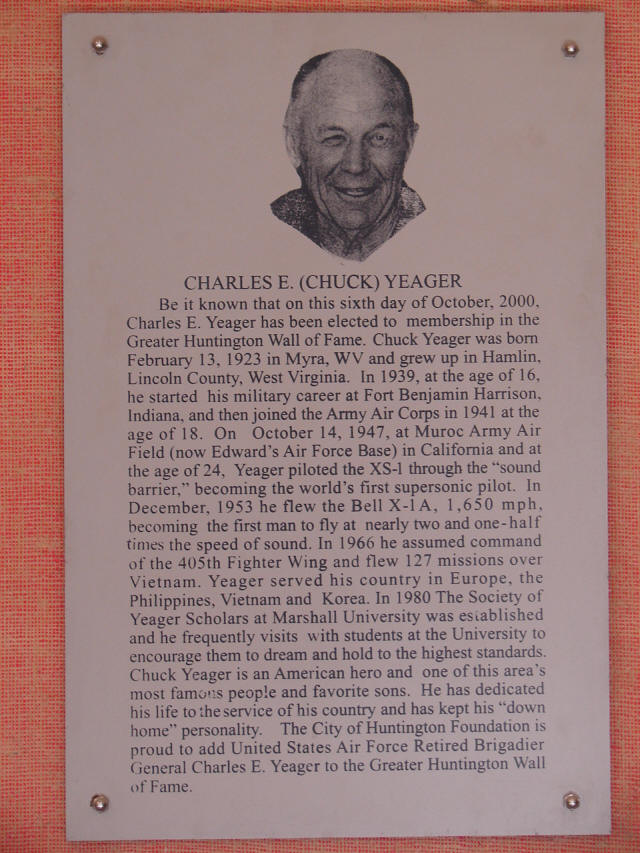 CHARLES E. (CHUCK) YEAGER
Be it known that on this sixth day of October, 2000,
Charles E. Yeager has been elected to membership in the
Greater Huntington Wall of Fame. Chuck Yeager was born
February 13, 1923 in Myra, WV and grew up in Hamlin,
Lincoln County, West Virginia. In 1939, at the age of 16,
he started his military career at Fort Benjamin Harrison,
Indiana, and then joined the Army Air Corps in 1941 at the
age of 18. On October 14, 1947, at Muroc Army Air
Field (now Edward's Air Force Base) in California and at
the age of 24, Yeager piloted the XS-1 through the “sound
barrier,” becoming the world's first supersonic pilot. In
December, 1953 he flew the Bell X-1A, 1,650 mph,
becoming the first man to fly at nearly two and one-half
times the speed of sound. In 1966 he assumed command
of the 405th Fighter Wing and flew 127 missions over
Vietnam. Yeager served his country in Europe, the
Philippines, Vietnam and Korea. In 1980 The Society of
Yeager Scholars at Marshall University was established
and he frequently visits with students at the University to
encourage them to dream and hold to the highest standards.
Chuck Yeager is an American hero and one of this area's
most famous people and favorite sons. He has dedicated
his life to the service of his country and has kept his “down
home” personality. The City of Huntington Foundation is
proud to add United States Air Force Retired Brigadier
General Charles E. Yeager to the Greater Huntington Wall
of Fame.